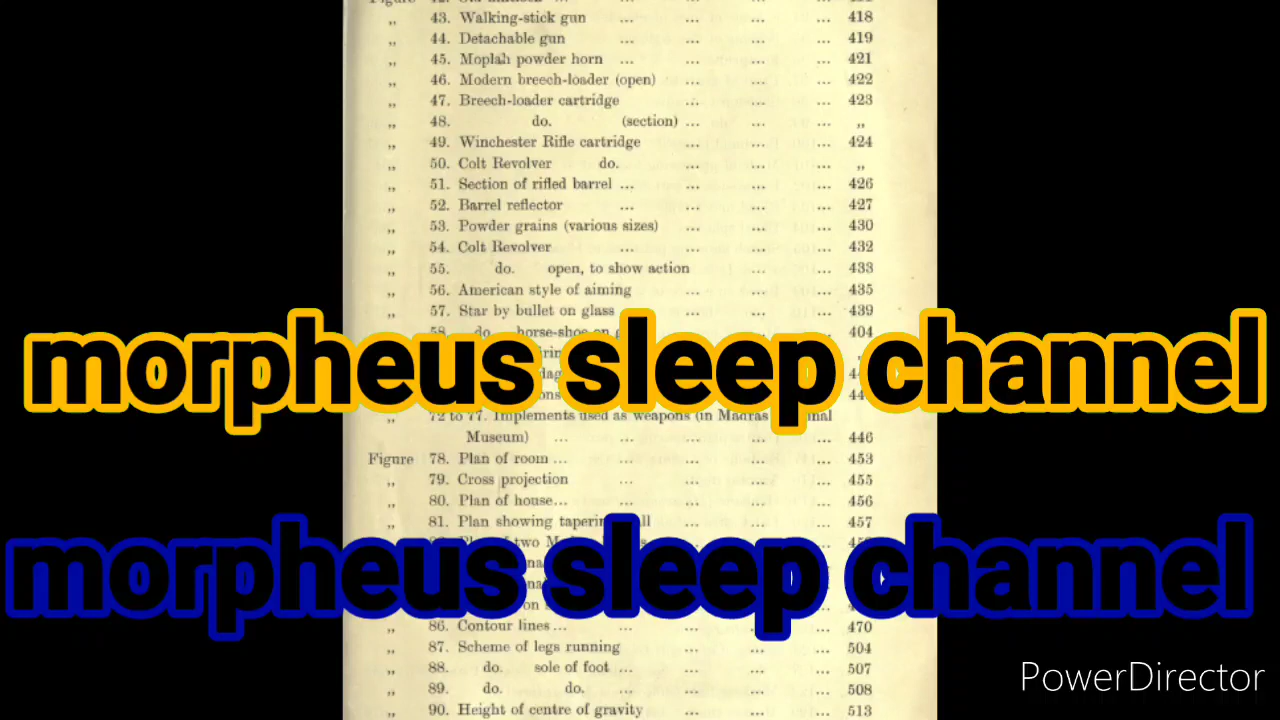 43. Walking-stick gun ... ... ... 418
„ 44. Detachable gun ... ... ... 419
„ 45. Moplah powder horn ... ... ... 421
„ 46. Modern breech-loader (open) ... ... ... 422
„ 47. Breech-loader cartridge ... ... ... 423
„ 48. do. (section) ... ... ... „
„ 49. Winchester Rifle cartridge ... ... ... 424
„ 50. Colt Revolver do. ... ... ... „
„ 51. Section of rifled barrel ... ... ... ... 426
„ 52. Barrel reflector ... ... ... ... 427
„ 53. Powder grains (various sizes) ... ... ... 430
„ 54. Colt Revolver ... ... ... ... 432
„ 55. do. open, to show action ... ... 433
„ 56. American style of aiming ... ... ... 435
„ 57. Star by bullet on glass ... ... ... 439
58. do. horse-shoe on 404
morpheus sleep channel
72 to 77. Implements used as weapons (in Madras
Museum) ... ... ... ... 446
Figure 78. Plan of room ... ... ... ... 453
„ 79. Cross projection ... ... ... ... 455
„ 80. Plan of house... ... ... ... ... 456
„ 81. Plan showing ... ... ... 457
two
morpheus sleep channel
„ 86. Contour lines ... ... ... ... ... 470
„ 87. Scheme of legs running ... ... ... 504
„ 88. do. sole of foot ... ... ... ... 507
„ 89. do. do. ... ... ... ... 508
„ 90. Height of centre of gravity ... ... ... 513
PowerDirector